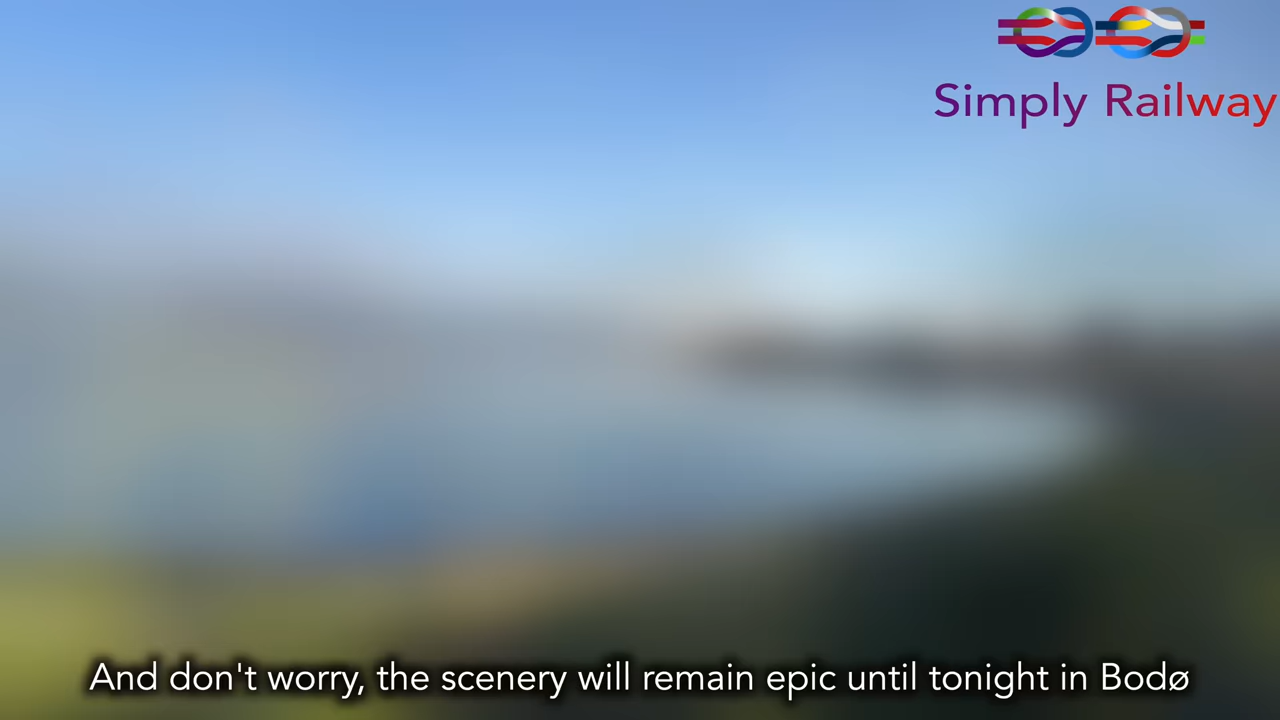 Simply Railway
And don't worry, the scenery will remain epic until tonight in Bodø